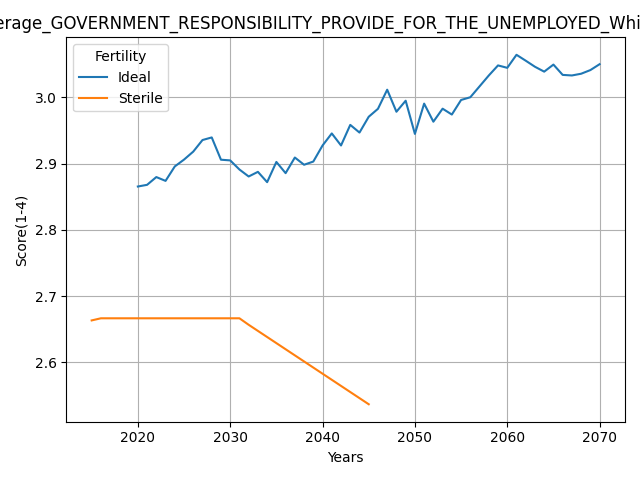 erage_GOVERNMENT_RESPONSIBILITY_PROVIDE_FOR_THE_UNEMPLOYED_Whi
Fertility
Ideal
Sterile
Score(1-4)
3.0
2.9
2.8
2.7
2.6
2020 2030 2040 2050 2060 2070
Years